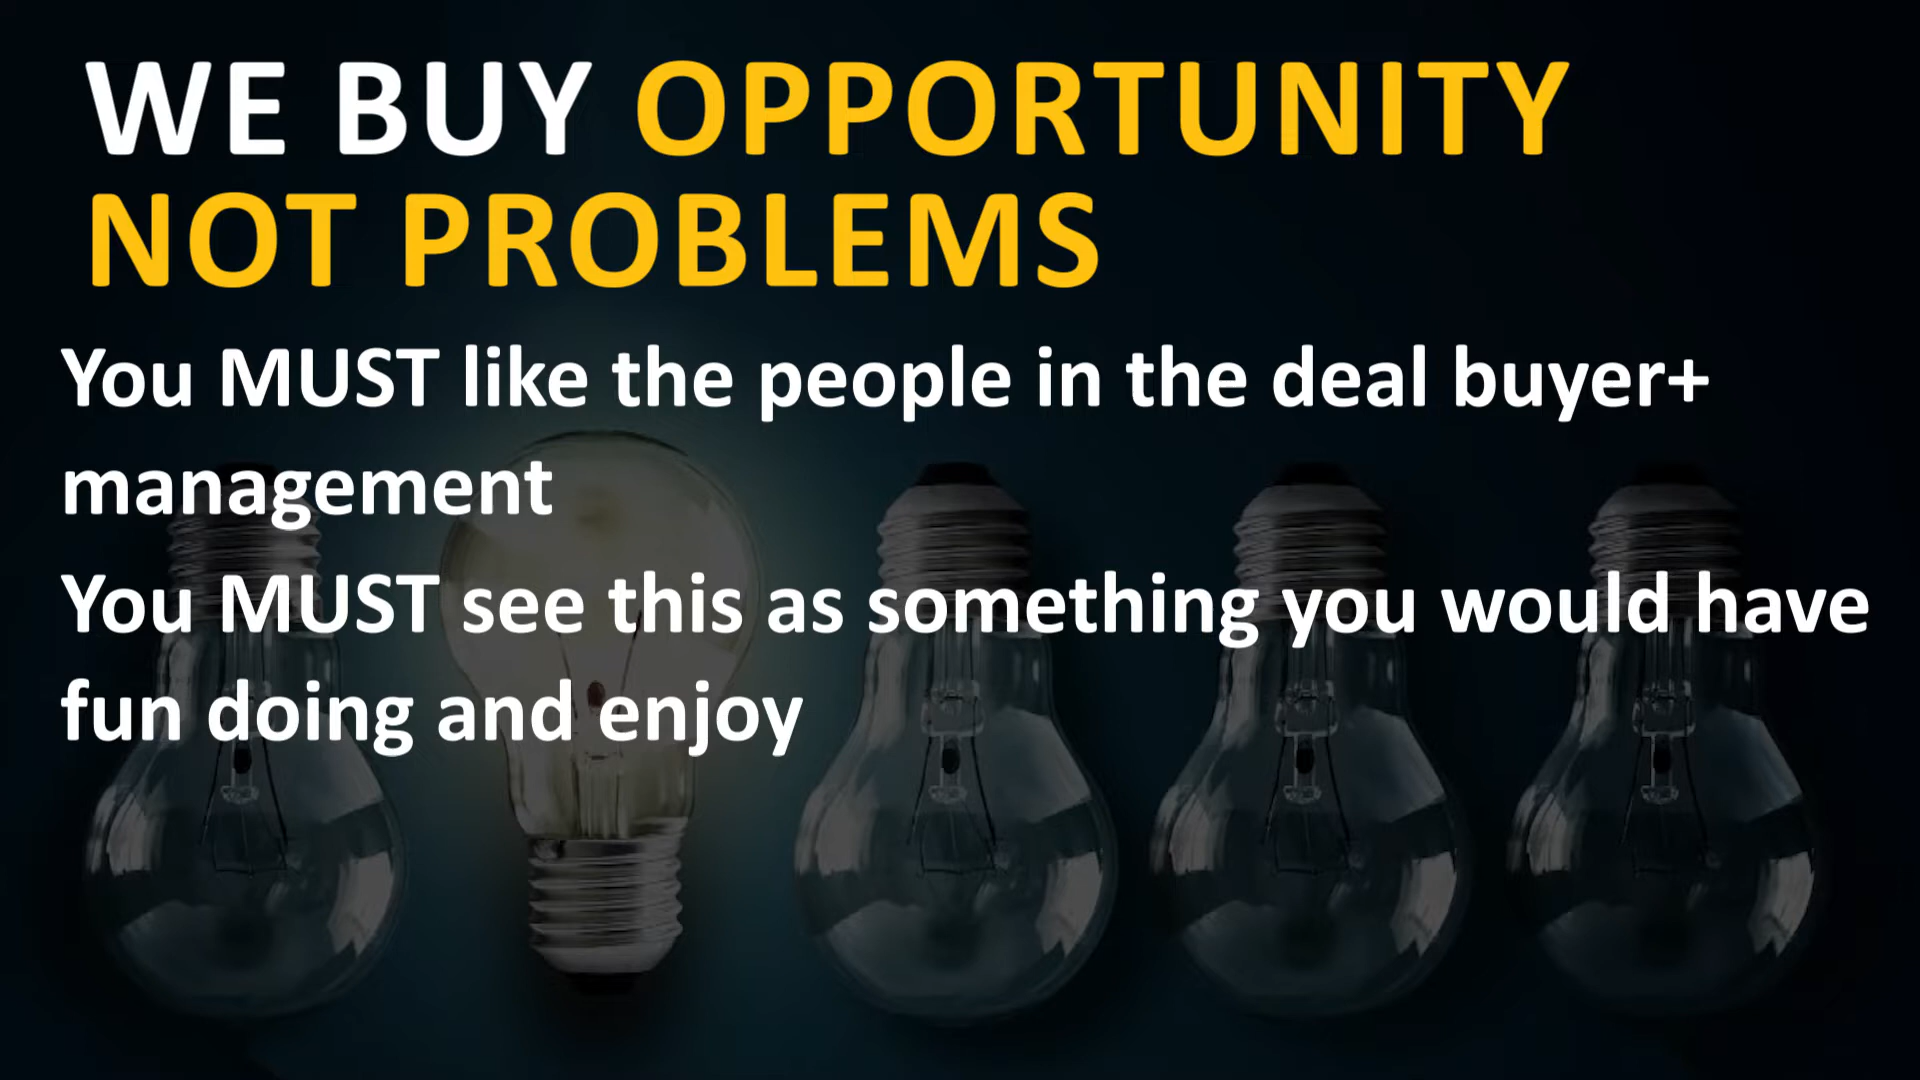 WE BUY OPPORTUNITY
NOT PROBLEMS
You MUST like the people in the deal buyer+
management
You MUST see this as something you would have
fun doing and enjoy